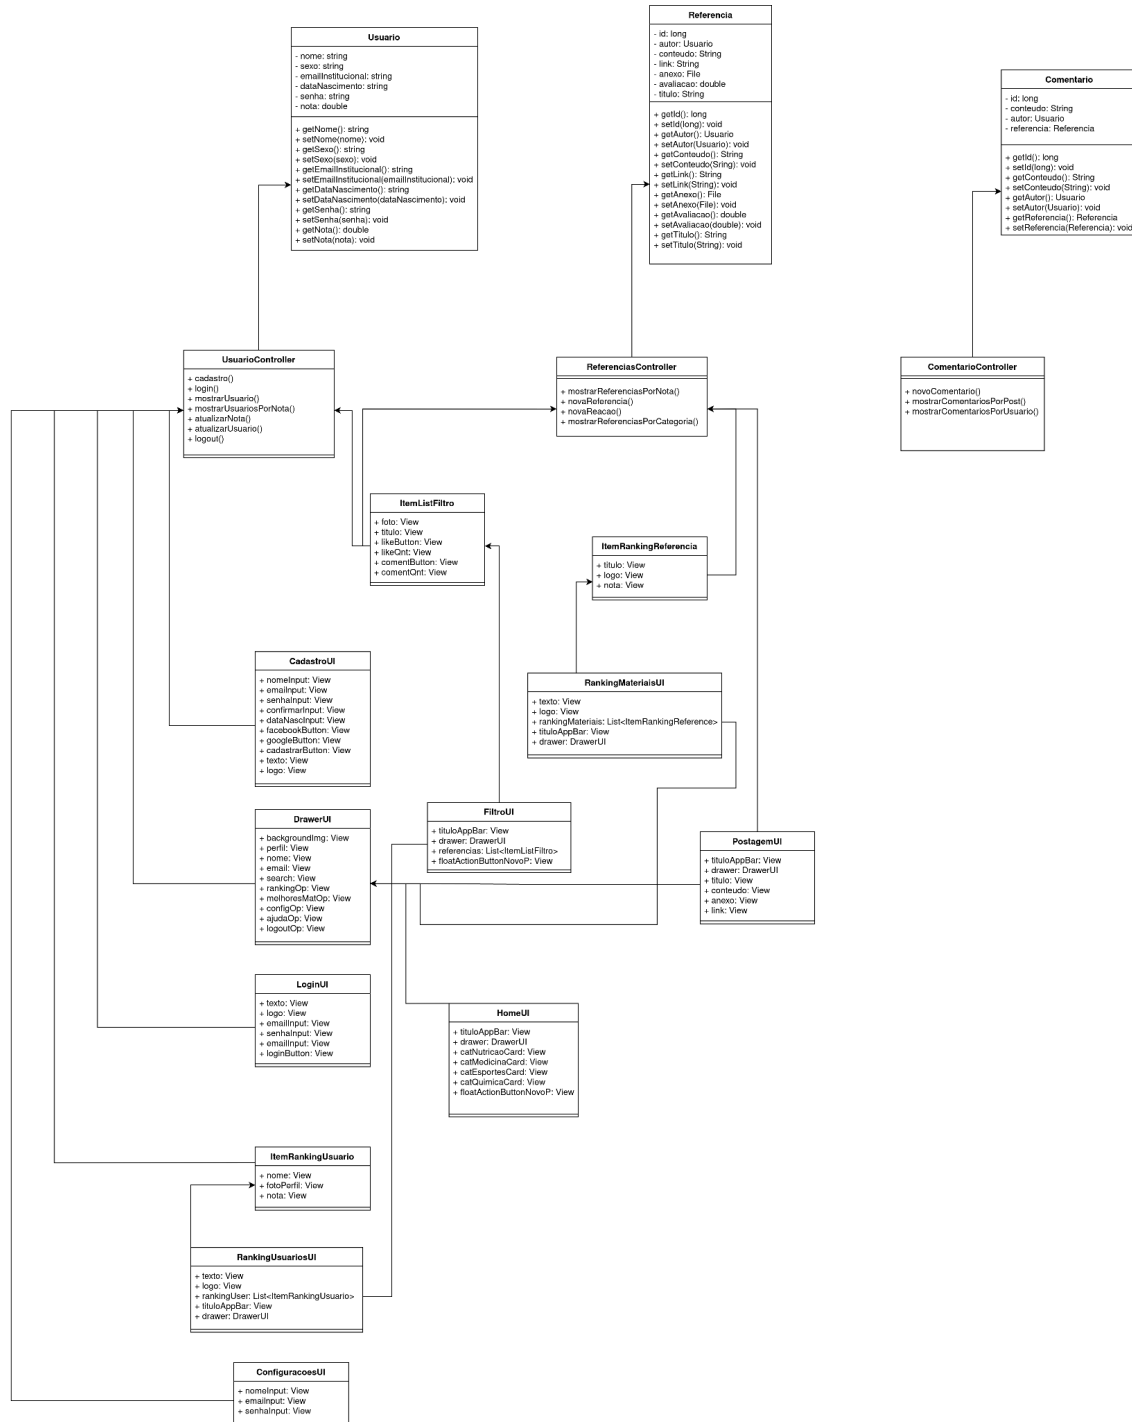 Usuario
- nome: string
- sexo: string
- emailInstitucional: string
- dataNascimento: string
- senha: string
- nota: double
+ getNome(): string
+ setNome(nome): void
+ getSexo(): string
+ setSexo(sexo): void
+ getEmailInstitucional(): string
+ setEmailInstitucional(emailInstitucional): void
+ getDataNascimento(): string
+ setDataNascimento(dataNascimento): void
+ getSenha(): string
+ setSenha(senha): void
+ getNota(): double
+ setNota(nota): void
Referencia
- id: long
- autor: Usuario
- conteudo: String
- link: String
- anexo: File
- avaliacao: double
- titulo: String
+ getId(): long
+ setId(long): void
+ getAutor(): Usuario
+ setAutor(Usuario): void
+ getConteudo(): String
+ setConteudo(Sring): void
+ getLink(): String
+ setLink(String): void
+ getAnexo(): File
+ setAnexo(File): void
+ getAvaliacao(): double
+ setAvaliacao(double): void
+ getTitulo(): String
+ setTitulo(String): void
Comentario
- id: long
- conteudo: String
- autor: Usuario
- referencia: Referencia
+ getId(): long
+ setId(long): void
+ getConteudo(): String
+ setConteudo(String): void
+ getAutor(): Usuario
+ setAutor(Usuario): void
+ getReferencia(): Referencia
+ setReferencia(Referencia): void
UsuarioController
+ cadastro()
+ login()
+ mostrarUsuario()
+ mostrarUsuariosPorNota()
+ atualizarNota()
+ atualizarUsuario()
+ logout()
ReferenciasController
+ mostrarReferenciasPorNota()
+ novaReferencia()
+ novaReacao()
+ mostrarReferenciasPorCategoria()
ComentarioController
+ novoComentario()
+ mostrarComentariosPorPost()
+ mostrarComentariosPorUsuario()
ItemListFiltro
+ foto: View
+ titulo: View
+ likeButton: View
+ likeQnt: View
+ comentButton: View
+ comentQnt: View
ItemRankingReferencia
+ titulo: View
+ logo: View
+ nota: View
CadastroUI
+ nomeInput: View
+ emailInput: View
+ senhaInput: View
+ confirmarInput: View
+ dataNascInput: View
+ facebookButton: View
+ googleButton: View
+ cadastrarButton: View
+ texto: View
+ logo: View
RankingMateriaisUI
+ texto: View
+ logo: View
+ rankingMateriais: List<ItemRankingReference>
+ tituloAppBar: View
+ drawer: DrawerUI
DrawerUI
+ backgroundImg: View
+ perfil: View
+ nome: View
+ email: View
+ search: View
+ rankingOp: View
+ melhoresMatOp: View
+ configOp: View
+ ajudaOp: View
+ logoutOp: View
FiltroUI
+ tituloAppBar: View
+ drawer: DrawerUI
+ referencias: List<ItemListFiltro>
+ floatActionButtonNovoP: View
PostagemUI
+ tituloAppBar: View
+ drawer: DrawerUI
+ titulo: View
+ conteudo: View
+ anexo: View
+ link: View
LoginUI
+ texto: View
+ logo: View
+ emailInput: View
+ senhaInput: View
+ emailInput: View
+ loginButton: View
HomeUI
+ tituloAppBar: View
+ drawer: DrawerUI
+ catNutricaoCard: View
+ catMedicinaCard: View
+ catEsportesCard: View
+ catQuimicaCard: View
+ floatActionButtonNovoP: View
ItemRankingUsuario
+ nome: View
+ fotoPerfil: View
+ nota: View
RankingUsuariosUI
+ texto: View
+ logo: View
+ rankingUser: List<ItemRankingUsuario>
+ tituloAppBar: View
+ drawer: DrawerUI
ConfiguracoesUI
+ nomeInput: View
+ emailInput: View
+ senhaInput: View